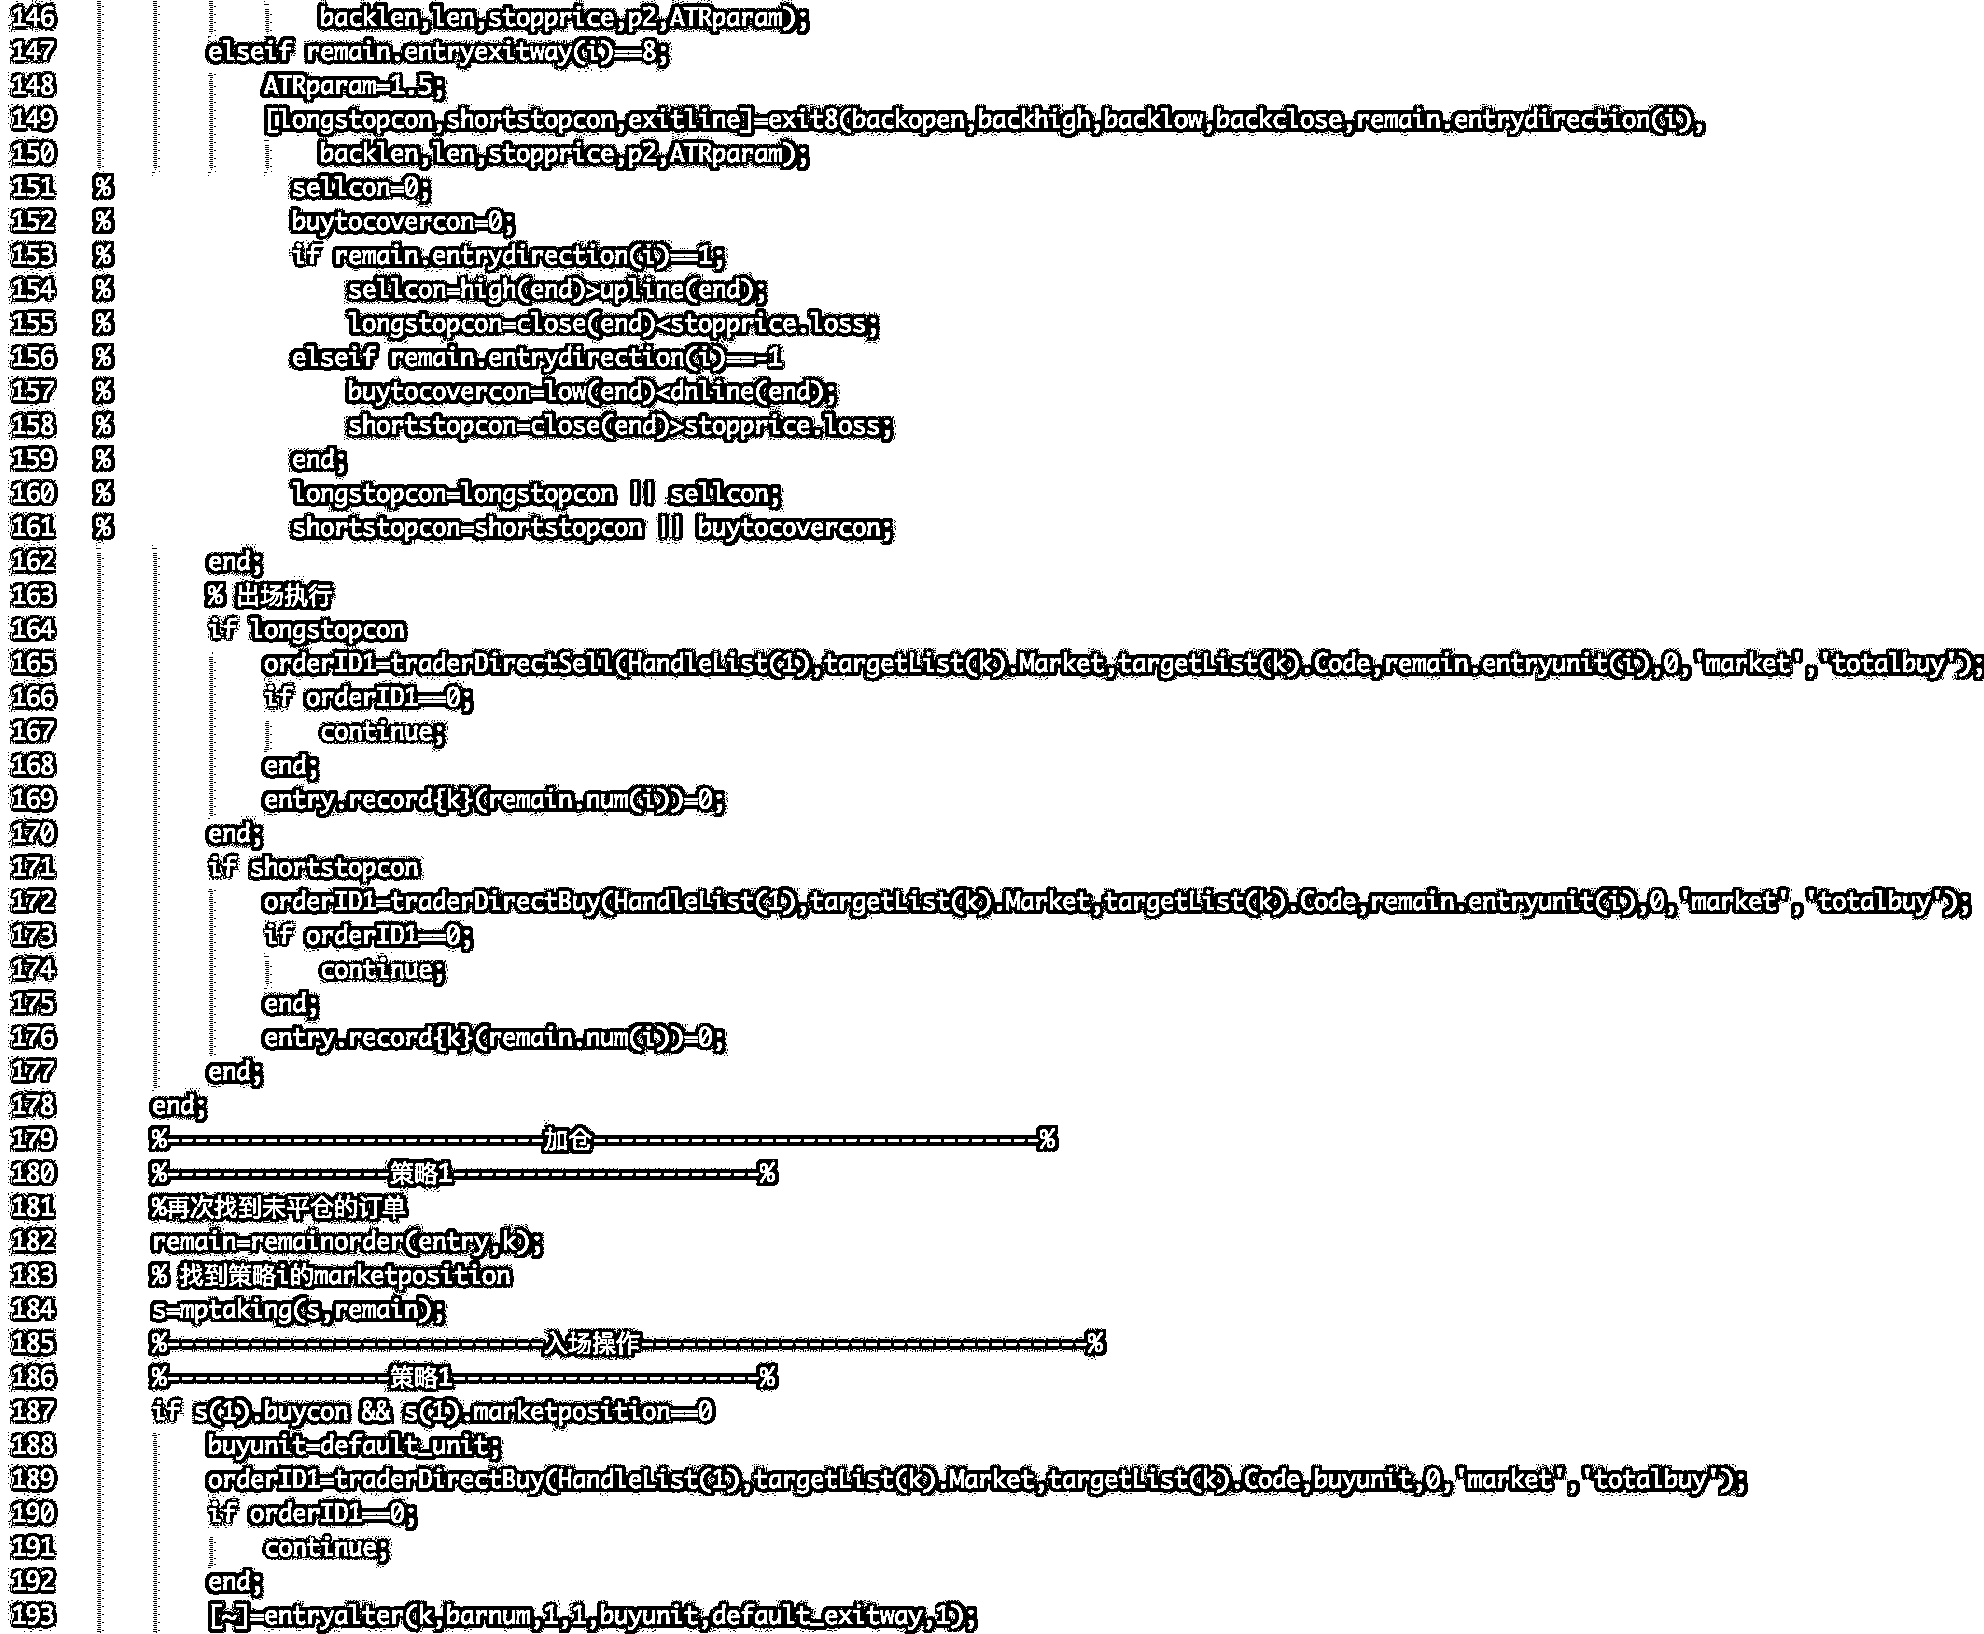 146 backlen,len,stopprice,p2,ATRparam);
147 elseif remain.entryexitway(i)==8;
148 ATRparam=1.5;
149 [longstopcon,shortstopcon,exitline]=exit8(backopen,backhigh,backlow,backclose,remain.entrydirection(i),
150 backlen,len,stopprice,p2,ATRparam);
151 % sellcon=0;
152 % buytocovercon=0;
153 % if remain.entrydirection(i)==1;
154 % sellcon=high(end)>upline(end);
155 % longstopcon=close(end)<stopprice.loss;
156 % elseif remain.entrydirection(i)==-1
157 % buytocovercon=low(end)<dnline(end);
158 % shortstopcon=close(end)>stopprice.loss;
159 % end;
160 % longstopcon=longstopcon || sellcon;
161 % shortstopcon=shortstopcon || buytocovercon;
162 end;
163 % 出场执行
164 if longstopcon
165 orderID1=traderDirectSell(HandleList(1),targetList(k).Market,targetList(k).Code,remain.entryunit(i),0,'market','totalbuy');
166 if orderID1==0;
167 continue;
168 end;
169 entry.record{k}(remain.num(i))=0;
170 end;
171 if shortstopcon
172 orderID1=traderDirectBuy(HandleList(1),targetList(k).Market,targetList(k).Code,remain.entryunit(i),0,'market','totalbuy');
173 if orderID1==0;
174 continue;
175 end;
176 entry.record{k}(remain.num(i))=0;
177 end;
178 end;
179 %---------------------------加仓--------------------------------%
180 %----------------策略1----------------------%
181 %再次找到未平仓的订单
182 remain=remainorder(entry,k);
183 % 找到策略i的marketposition
184 s=mptaking(s,remain);
185 %---------------------------入场操作--------------------------------%
186 %----------------策略1----------------------%
187 if s(1).buycon && s(1).marketposition==0
188 buyunit=default_unit;
189 orderID1=traderDirectBuy(HandleList(1),targetList(k).Market,targetList(k).Code,buyunit,0,'market','totalbuy');
190 if orderID1==0;
191 continue;
192 end;
193 [~]=entryalter(k,barnum,1,1,buyunit,default_exitway,1);